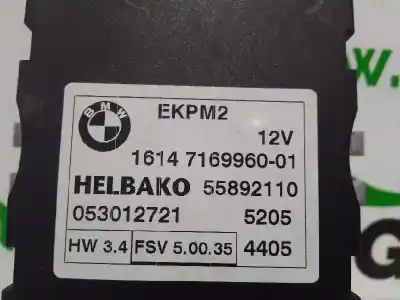 BMW
EKPM2
12V
1614 7169960-01
HELBAKO 55892110
053012721 5205
HW 3.4 FSV 5.00.35 4405